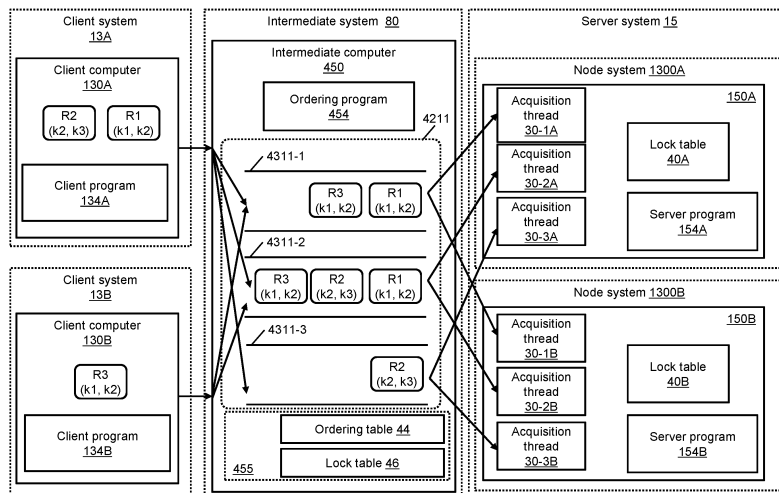 Client system
13A
Client computer
130A
R2
(k2, k3)
R1
(k1, k2)
Client program
134A
Client system
13B
Client computer
130B
R3
(k1, k2)
Client program
134B
Intermediate system 80
Intermediate computer
450
Ordering program
454
4211
4311-1
R3
(k1, k2)
R1
(k1, k2)
4311-2
R3
(k1, k2)
R2
(k2, k3)
R1
(k1, k2)
4311-3
R2
(k2, k3)
455
Ordering table 44
Lock table 46
Server system 15
Node system 1300A
150A
Acquisition
thread
30-1A
Acquisition
thread
30-2A
Acquisition
thread
30-3A
Lock table
40A
Server program
154A
Node system 1300B
150B
Acquisition
thread
30-1B
Acquisition
thread
30-2B
Acquisition
thread
30-3B
Lock table
40B
Server program
154B